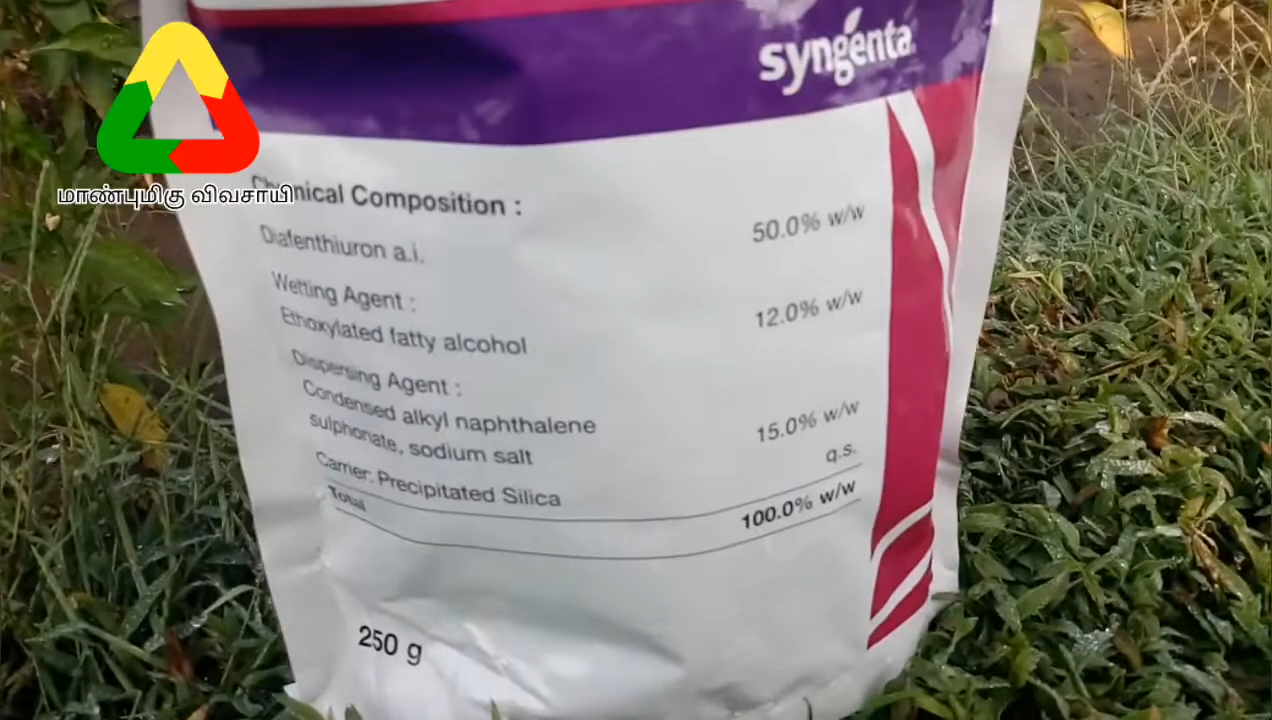 syngenta
மாண்புமிகு விவசாயி
Chemical Composition :
Diafenthiuron a.i. 50.0% w/w
Wetting Agent :
Ethoxylated fatty alcohol 12.0% w/w
Dispersing Agent :
Condensed alkyl naphthalene
sulphonate, sodium salt 15.0% w/w
Carrier: Precipitated Silica q.s.
Total 100.0% w/w
250 g